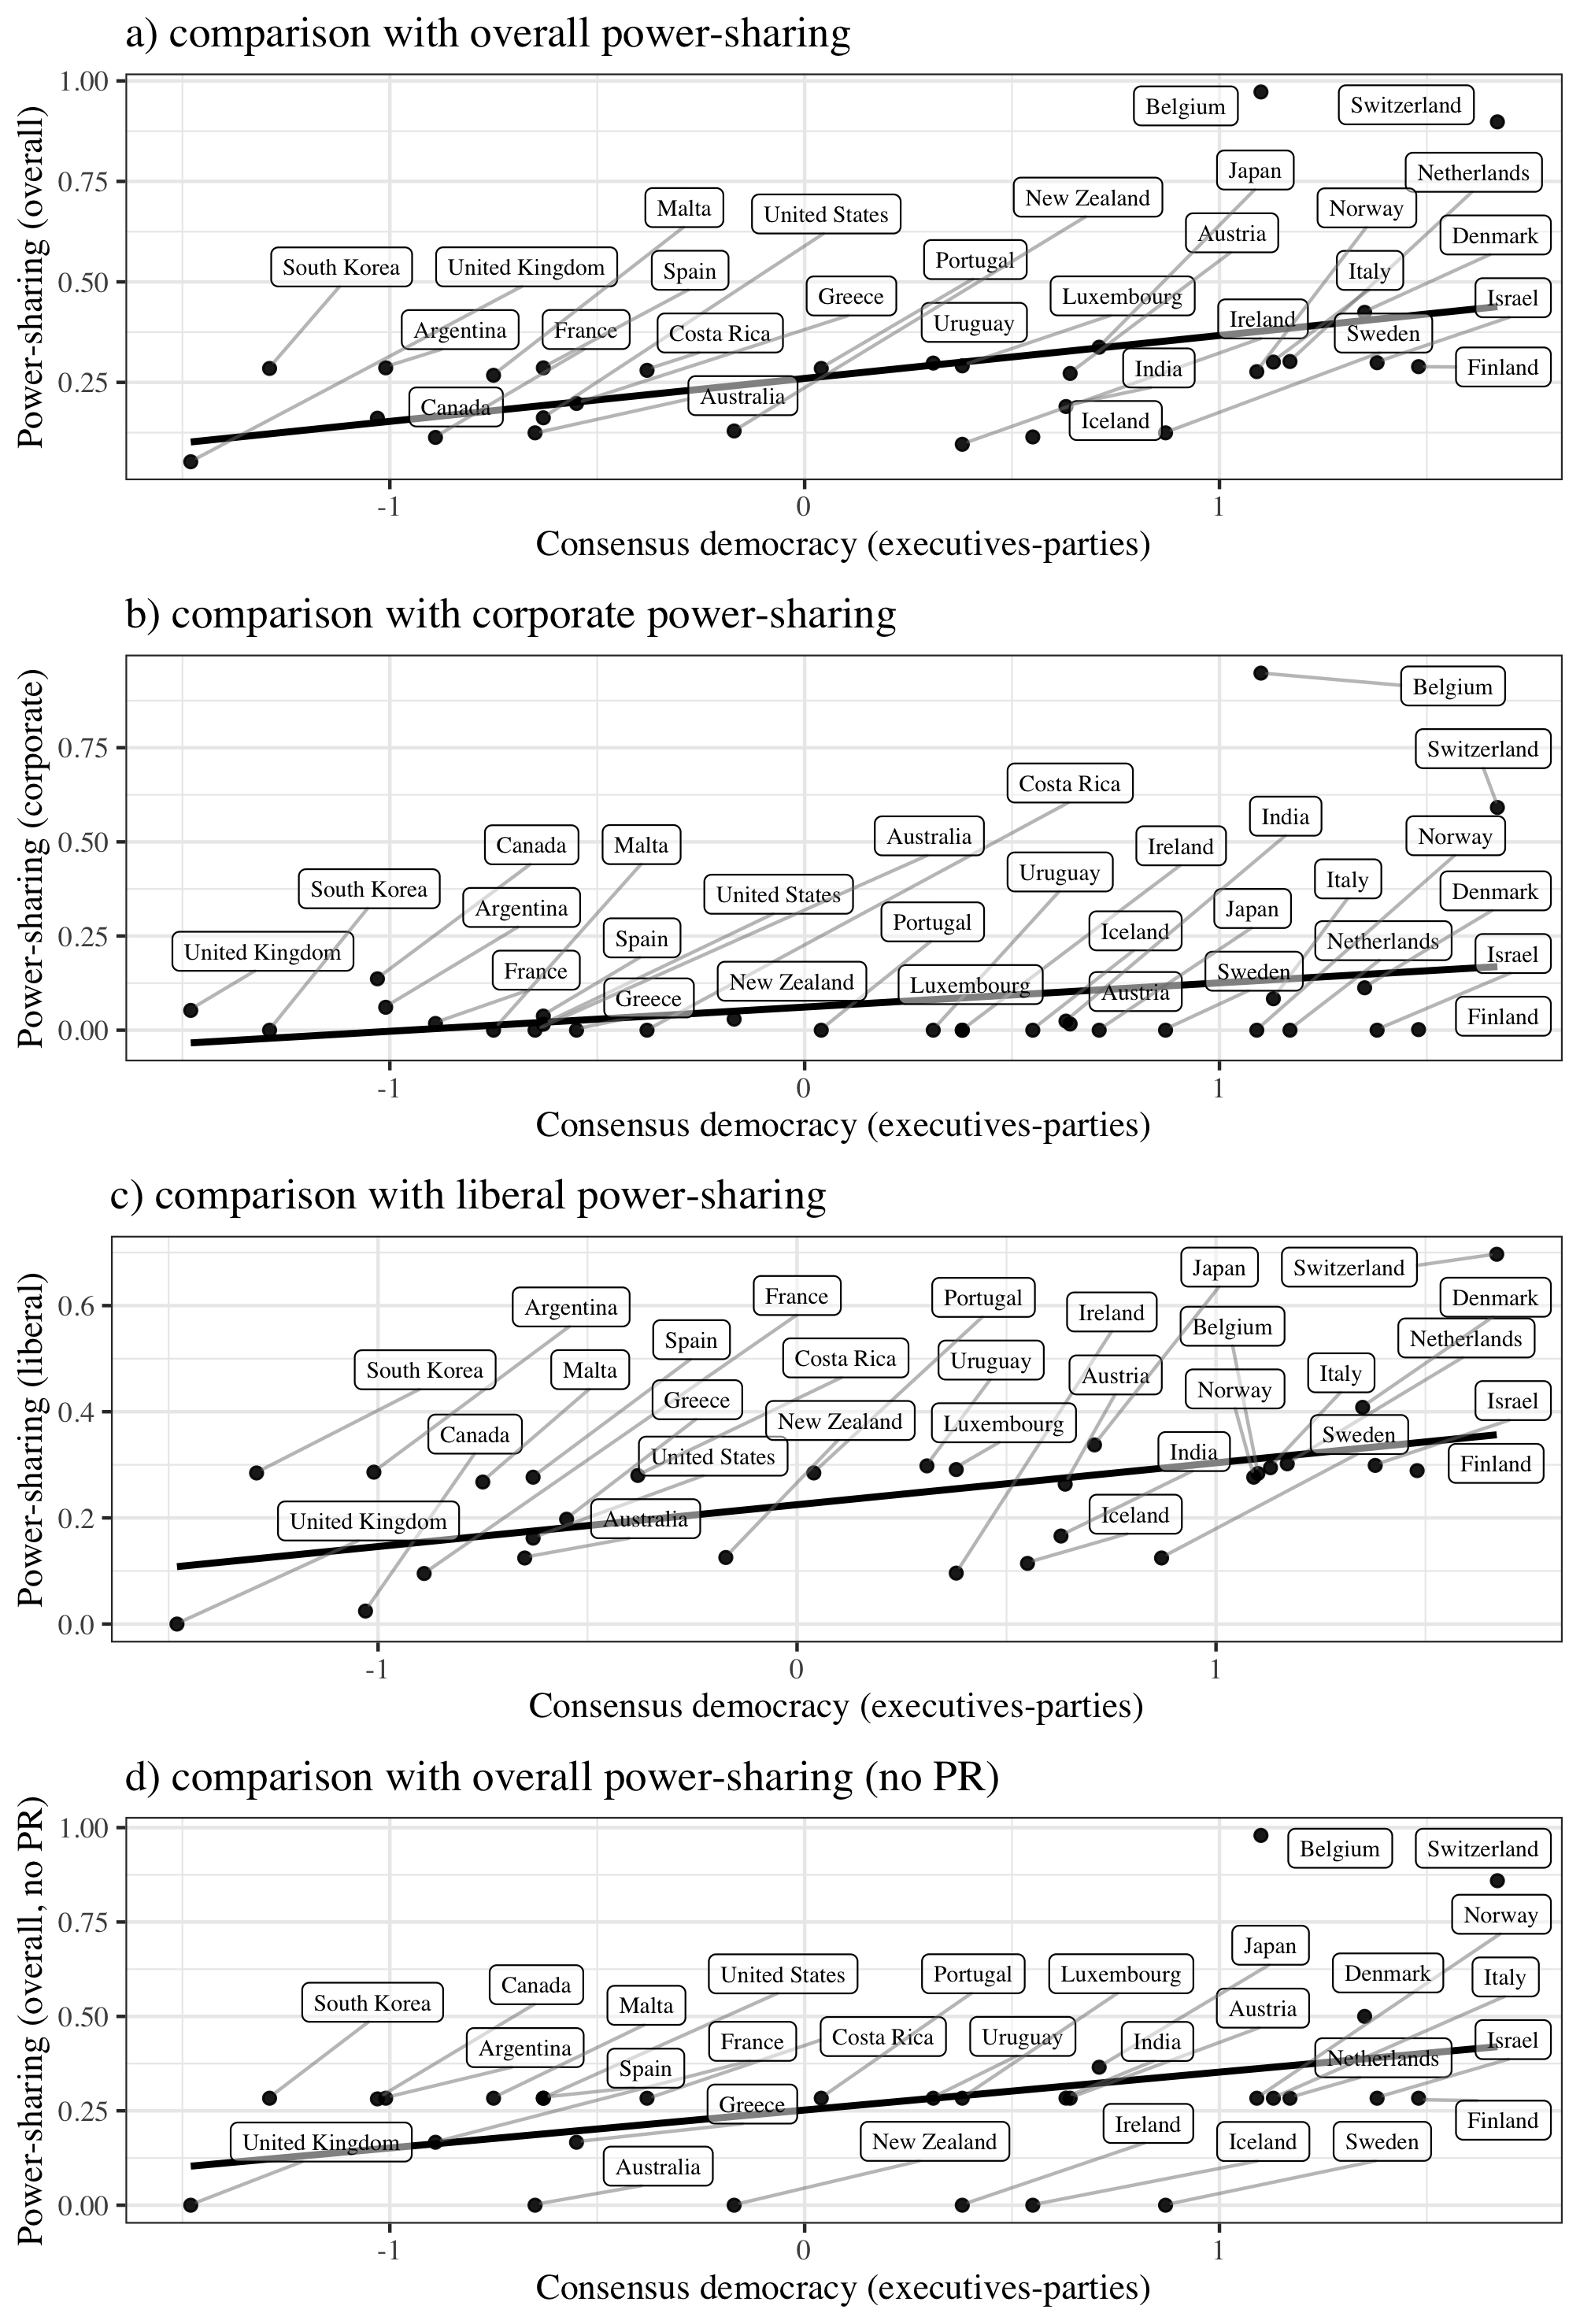 a) comparison with overall power-sharing
Power-sharing (overall)
1.00
0.75
0.50
0.25
Belgium
Switzerland
Japan
Netherlands
Malta
United States
New Zealand
Norway
Austria
Denmark
South Korea
United Kingdom
Spain
Portugal
Italy
Greece
Luxembourg
Israel
Argentina
France
Costa Rica
Uruguay
Ireland
Sweden
India
Finland
Canada
Australia
Iceland
-1
0
1
Consensus democracy (executives-parties)
b) comparison with corporate power-sharing
Power-sharing (corporate)
0.75
0.50
0.25
0.00
Belgium
Switzerland
Costa Rica
India
Canada
Malta
Australia
Ireland
Norway
South Korea
United States
Uruguay
Italy
Denmark
Argentina
Portugal
Japan
United Kingdom
Spain
Iceland
Netherlands
Israel
France
New Zealand
Luxembourg
Sweden
Greece
Austria
Finland
-1
0
1
Consensus democracy (executives-parties)
c) comparison with liberal power-sharing
Power-sharing (liberal)
0.6
0.4
0.2
0.0
Japan
Switzerland
Argentina
France
Portugal
Ireland
Denmark
Spain
Belgium
Netherlands
South Korea
Malta
Costa Rica
Uruguay
Austria
Italy
Greece
Norway
Israel
Canada
New Zealand
Luxembourg
Sweden
United States
India
Finland
United Kingdom
Australia
Iceland
-1
0
1
Consensus democracy (executives-parties)
d) comparison with overall power-sharing (no PR)
Power-sharing (overall, no PR)
1.00
0.75
0.50
0.25
0.00
Belgium
Switzerland
Norway
Japan
South Korea
Canada
United States
Portugal
Luxembourg
Denmark
Italy
Malta
Austria
Argentina
France
Costa Rica
Uruguay
India
Israel
Spain
Netherlands
Greece
Ireland
Finland
United Kingdom
New Zealand
Iceland
Sweden
Australia
-1
0
1
Consensus democracy (executives-parties)